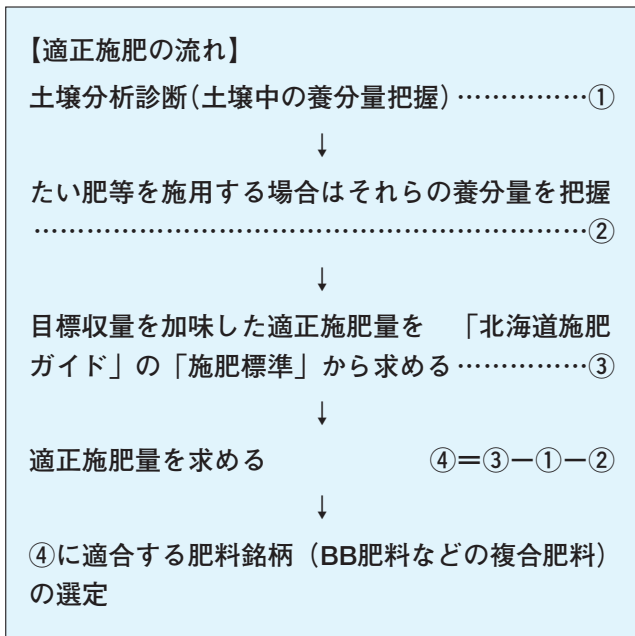 【適正施肥の流れ】
土壌分析診断(土壌中の養分量把握)……………①
↓
たい肥等を施用する場合はそれらの養分量を把握
……………………………………………………②
↓
目標収量を加味した適正施肥量を 「北海道施肥
ガイド」の「施肥標準」から求める……………③
↓
適正施肥量を求める ④=③-①-②
↓
④に適合する肥料銘柄(BB肥料などの複合肥料)
の選定